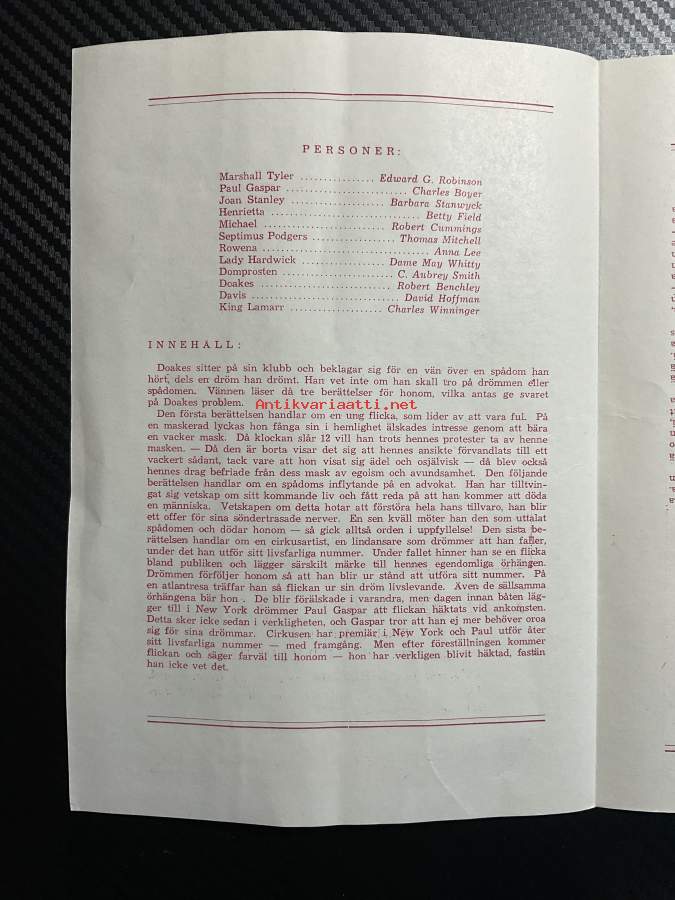 PERSONER:
Marshall Tyler ............... Edward G. Robinson
Paul Gaspar ........................ Charles Boyer
Joan Stanley ................... Barbara Stanwyck
Henrietta .............................. Betty Field
Michael ........................ Robert Cummings
Septimus Podgers ................. Thomas Mitchell
Rowena .................................. Anna Lee
Lady Hardwick ................. Dame May Whitty
Domprosten ...................... C. Aubrey Smith
Doakes .......................... Robert Benchley
Davis .............................. David Hoffman
King Lamarr ................... Charles Winninger
INNEHÅLL:
Doakes sitter på sin klubb och beklagar sig för en vän över en spådom han
hört, dels en dröm han drömt. Han vet inte om han skall tro på drömmen eller
spådomen. Vännen läser då tre berättelser för honom, vilka antas ge svaret
på Doakes problem.
Antikvariaatti.net
Den första berättelsen handlar om en ung flicka, som lider av att vara ful. På
en maskerad lyckas hon fånga sin i hemlighet älskades intresse genom att bära
en vacker mask. Då klockan slår 12 vill han trots hennes protester ta av henne
masken. — Då den är borta visar det sig att hennes ansikte förvandlats till ett
vackert sådant, tack vare att hon visat sig ädel och osjälvisk — då blev också
hennes drag befriade från dess mask av egoism och avundsamhet. Den följande
berättelsen handlar om en spådoms inflytande på en advokat. Han har tilltvin-
gat sig vetskap om sitt kommande liv och fått reda på att han kommer att döda
en människa. Vetskapen om detta hotar att förstöra hela hans tillvaro, han blir
ett offer för sina söndertrasade nerver. En sen kväll möter han den som uttalat
spådomen och dödar honom — så gick alltså orden i uppfyllelse! Den sista be-
rättelsen handlar om en cirkusartist, en lindansare som drömmer att han faller,
under det han utför sitt livsfarliga nummer. Under fallet hinner han se en flicka
bland publiken och lägger särskilt märke till hennes egendomliga örhängen.
Drömmen förföljer honom så att han blir ur stånd att utföra sitt nummer. På
en atlantresa träffar han så flickan ur sin dröm livslevande. Även de sällsamma
örhängena bär hon . De blir förälskade i varandra, men dagen innan båten läg-
ger till i New York drömmer Paul Gaspar att flickan häktats vid ankomsten.
Detta sker icke sedan i verkligheten, och Gaspar tror att han ej mer behöver oroa
sig för sina drömmar. Cirkusen har premiär i New York och Paul utför åter
sitt livsfarliga nummer — med framgång. Men efter föreställningen kommer
flickan och säger farväl till honom — hon har verkligen blivit häktad, fastän
han icke vet det.